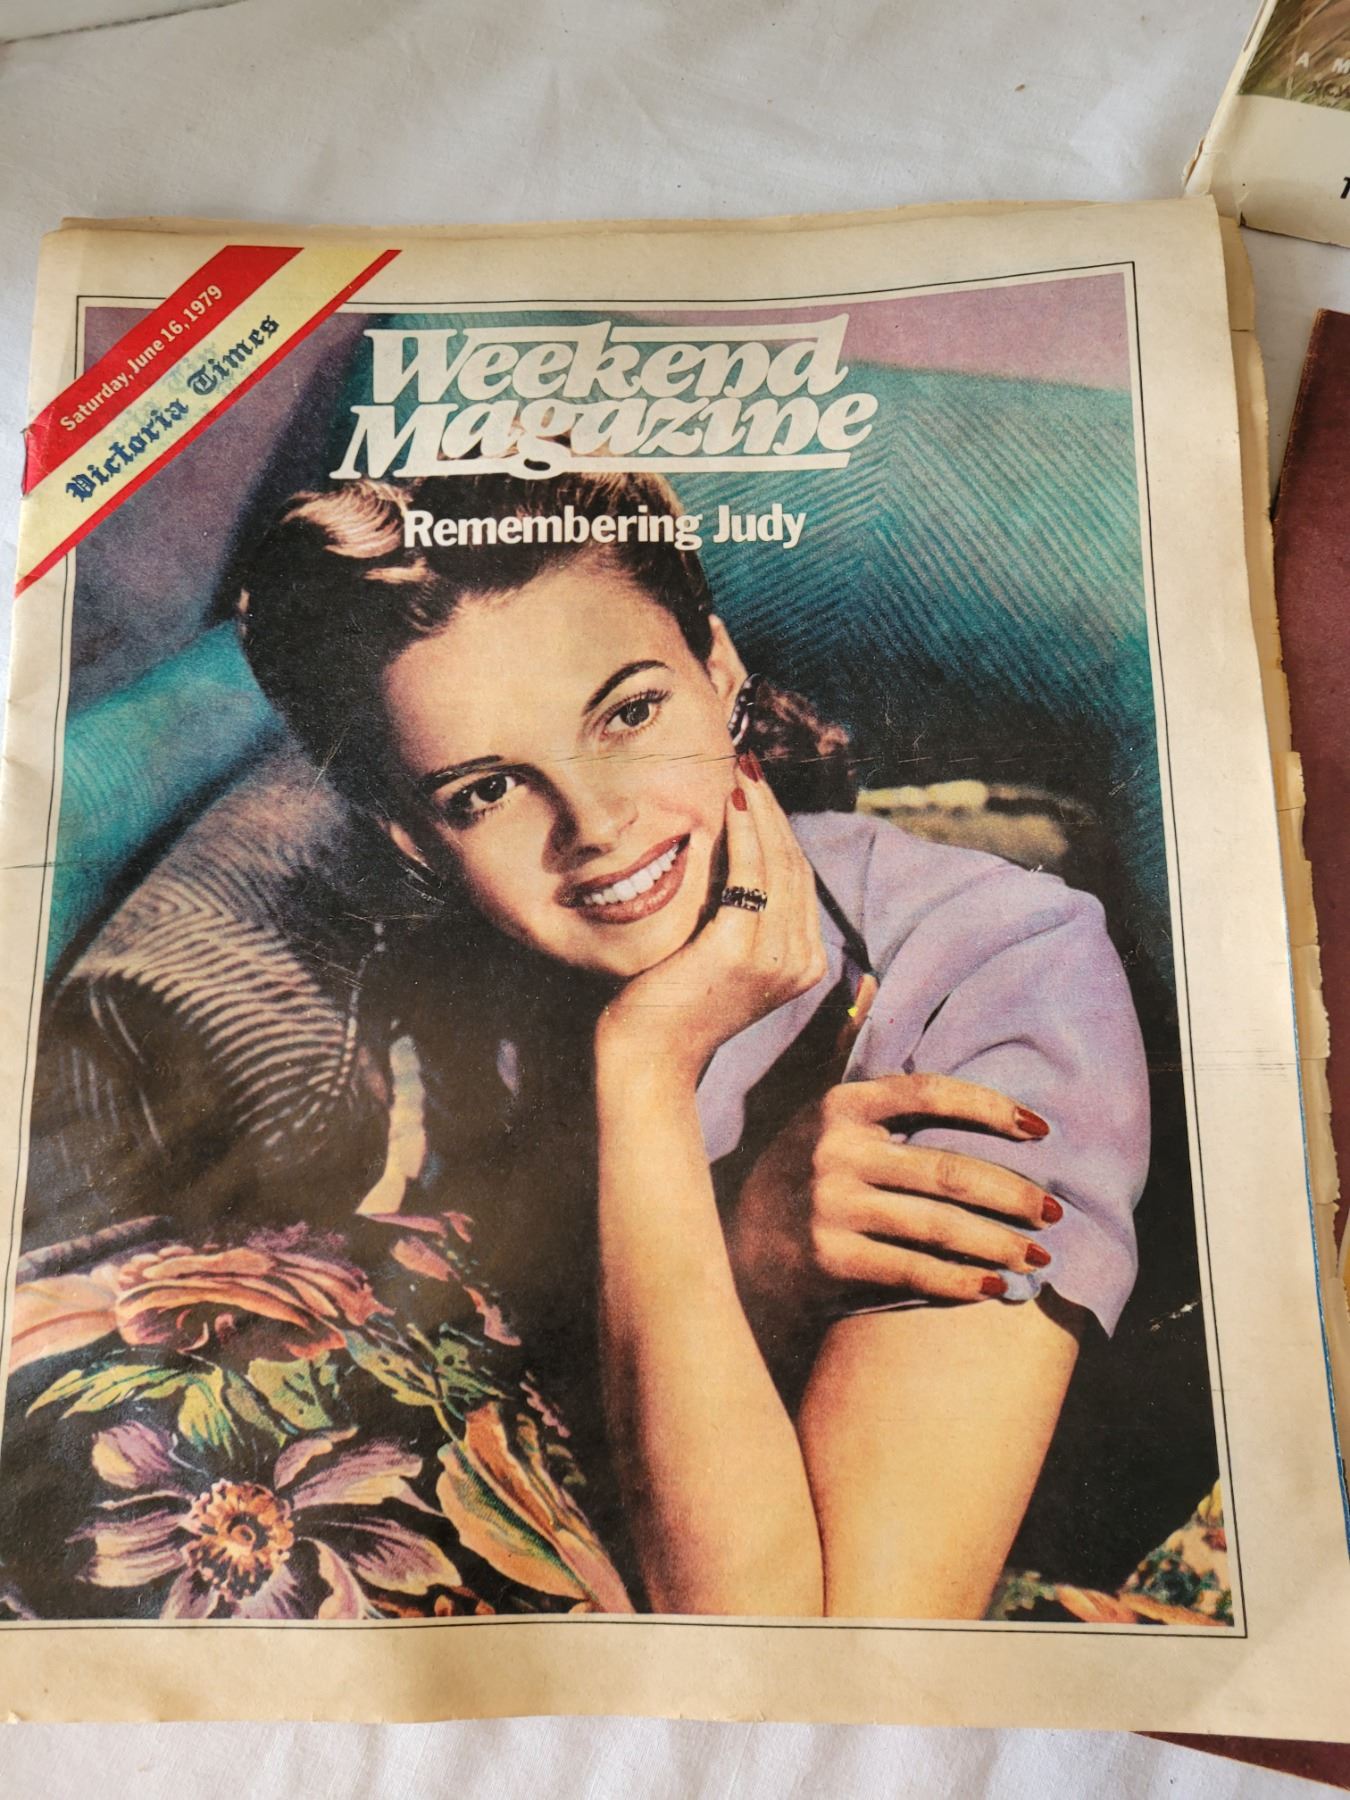 Saturday, June 16, 1979
Victoria Times
Weekend
Magazine
Remembering Judy
A M